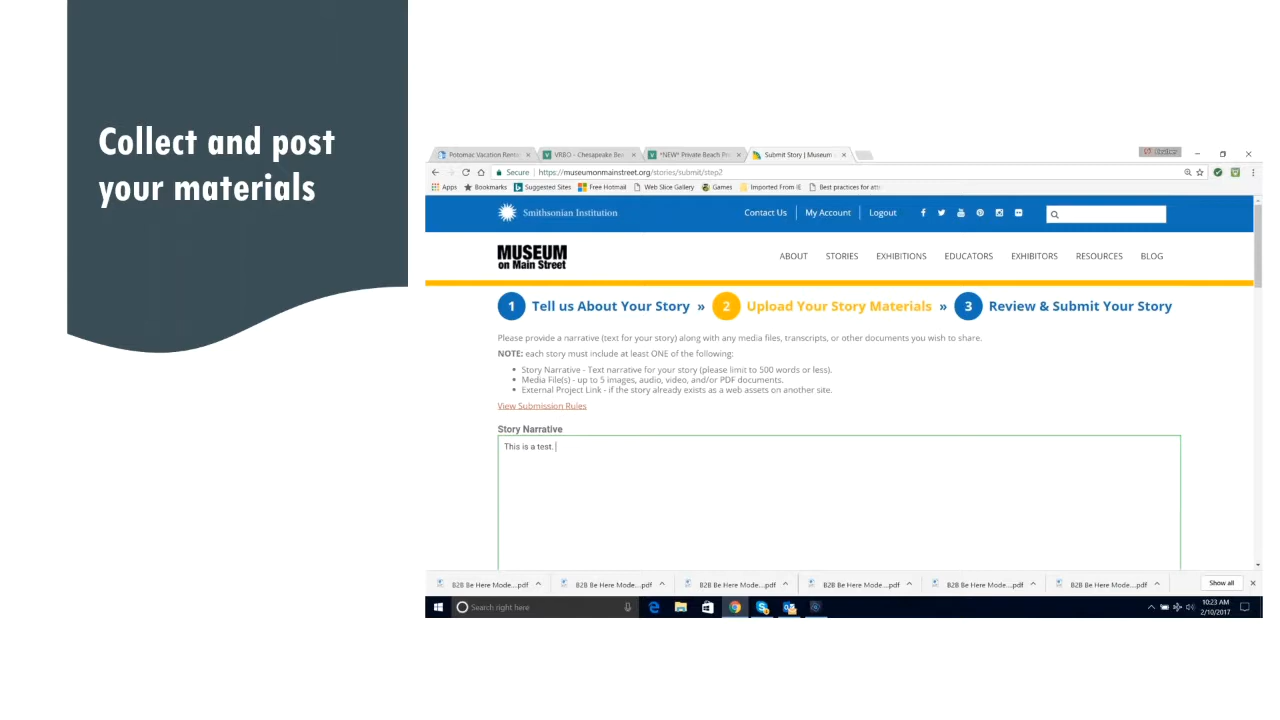 Collect and post
your materials
Potomac Vacation Renta
VRBO - Chesapeake Bea
*NEW* Private Beach Pr
Submit Story | Museum
Secure | https://museumonmainstreet.org/stories/submit/step2
Apps Bookmarks Suggested Sites Free Hotmail Web Slice Gallery Games Imported From IE Best practices for att
Smithsonian Institution
Contact Us My Account Logout
MUSEUM
on Main Street
ABOUT STORIES EXHIBITIONS EDUCATORS EXHIBITORS RESOURCES BLOG
1 Tell us About Your Story » 2 Upload Your Story Materials » 3 Review & Submit Your Story
Please provide a narrative (text for your story) along with any media files, transcripts, or other documents you wish to share.
NOTE: each story must include at least ONE of the following:
• Story Narrative - Text narrative for your story (please limit to 500 words or less).
• Media File(s) - up to 5 images, audio, video, and/or PDF documents.
• External Project Link - if the story already exists as a web assets on another site.
View Submission Rules
Story Narrative
This is a test.
B2B Be Here Mode....pdf B2B Be Here Mode....pdf B2B Be Here Mode....pdf B2B Be Here Mode....pdf B2B Be Here Mode....pdf B2B Be Here Mode....pdf Show all
Search right here
10:23 AM
2/10/2017